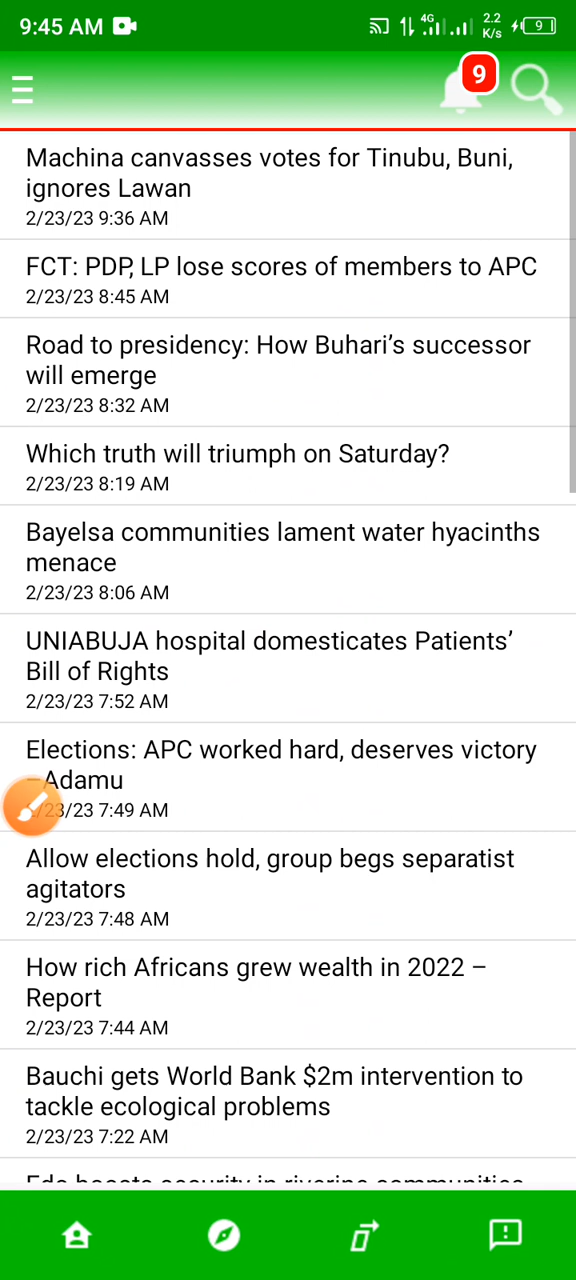 9:45 AM
4G
2.2
K/s
9
9
Machina canvasses votes for Tinubu, Buni,
ignores Lawan
2/23/23 9:36 AM
FCT: PDP, LP lose scores of members to APC
2/23/23 8:45 AM
Road to presidency: How Buhari’s successor
will emerge
2/23/23 8:32 AM
Which truth will triumph on Saturday?
2/23/23 8:19 AM
Bayelsa communities lament water hyacinths
menace
2/23/23 8:06 AM
UNIABUJA hospital domesticates Patients’
Bill of Rights
2/23/23 7:52 AM
Elections: APC worked hard, deserves victory
–Adamu
2/23/23 7:49 AM
Allow elections hold, group begs separatist
agitators
2/23/23 7:48 AM
How rich Africans grew wealth in 2022 –
Report
2/23/23 7:44 AM
Bauchi gets World Bank $2m intervention to
tackle ecological problems
2/23/23 7:22 AM
Edo boosts security in riverine communities